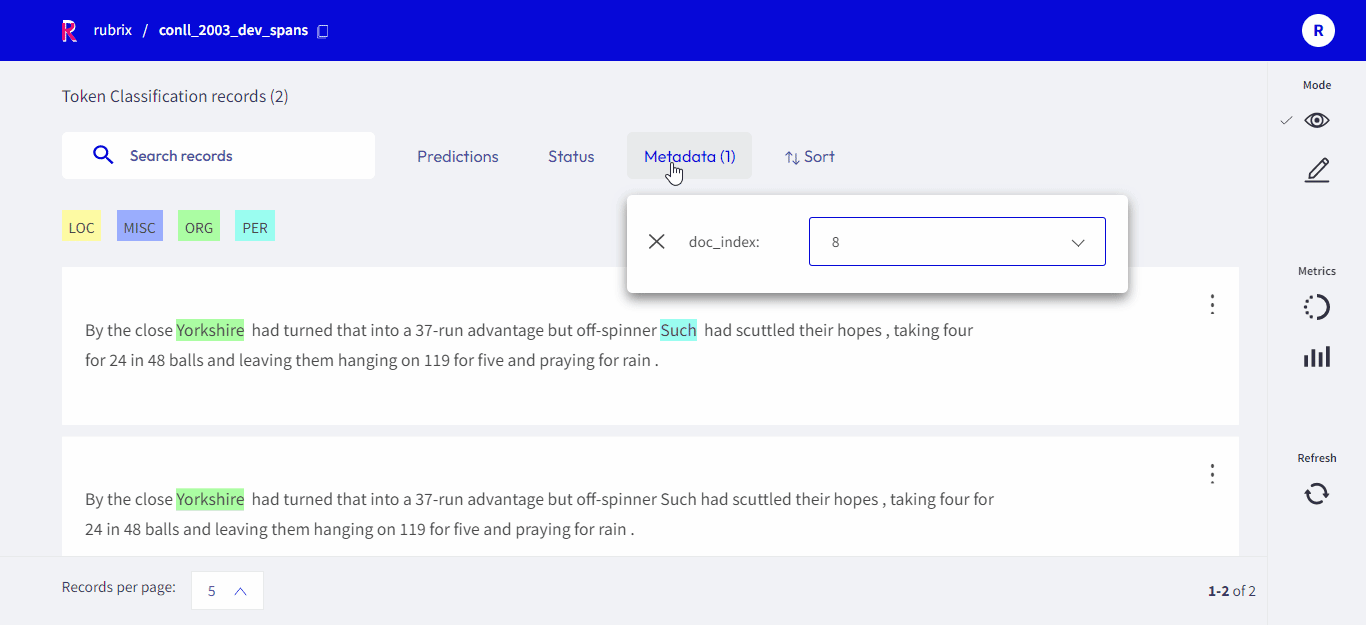 R rubrix / conll_2003_dev_spans R
Token Classification records (2)
Mode
Search records Predictions Status Metadata (1) Sort
LOC MISC ORG PER
doc_index: 8
Metrics
By the close Yorkshire had turned that into a 37-run advantage but off-spinner Such had scuttled their hopes , taking four
for 24 in 48 balls and leaving them hanging on 119 for five and praying for rain .
Refresh
By the close Yorkshire had turned that into a 37-run advantage but off-spinner Such had scuttled their hopes , taking four for
24 in 48 balls and leaving them hanging on 119 for five and praying for rain .
Records per page: 5 1-2 of 2